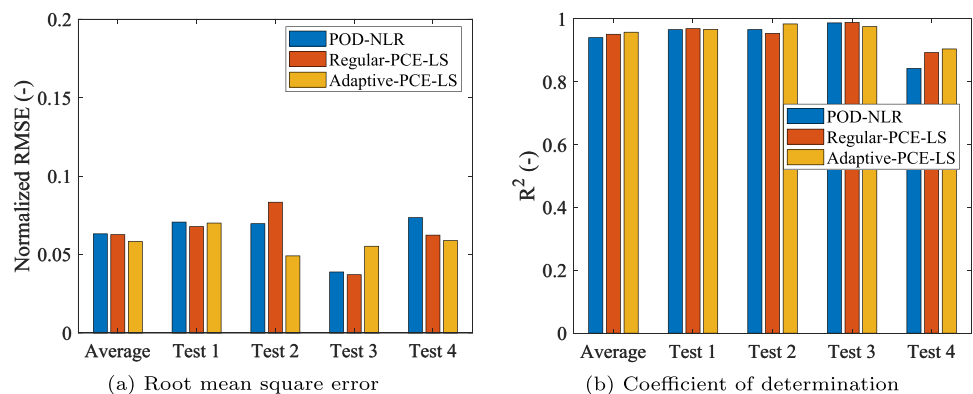 0.2
0.15
0.1
0.05
0
Normalized RMSE (-)
POD-NLR
Regular-PCE-LS
Adaptive-PCE-LS
Average Test 1 Test 2 Test 3 Test 4
(a) Root mean square error
1
0.8
0.6
0.4
0.2
0
R² (-)
POD-NLR
Regular-PCE-LS
Adaptive-PCE-LS
Average Test 1 Test 2 Test 3 Test 4
(b) Coefficient of determination